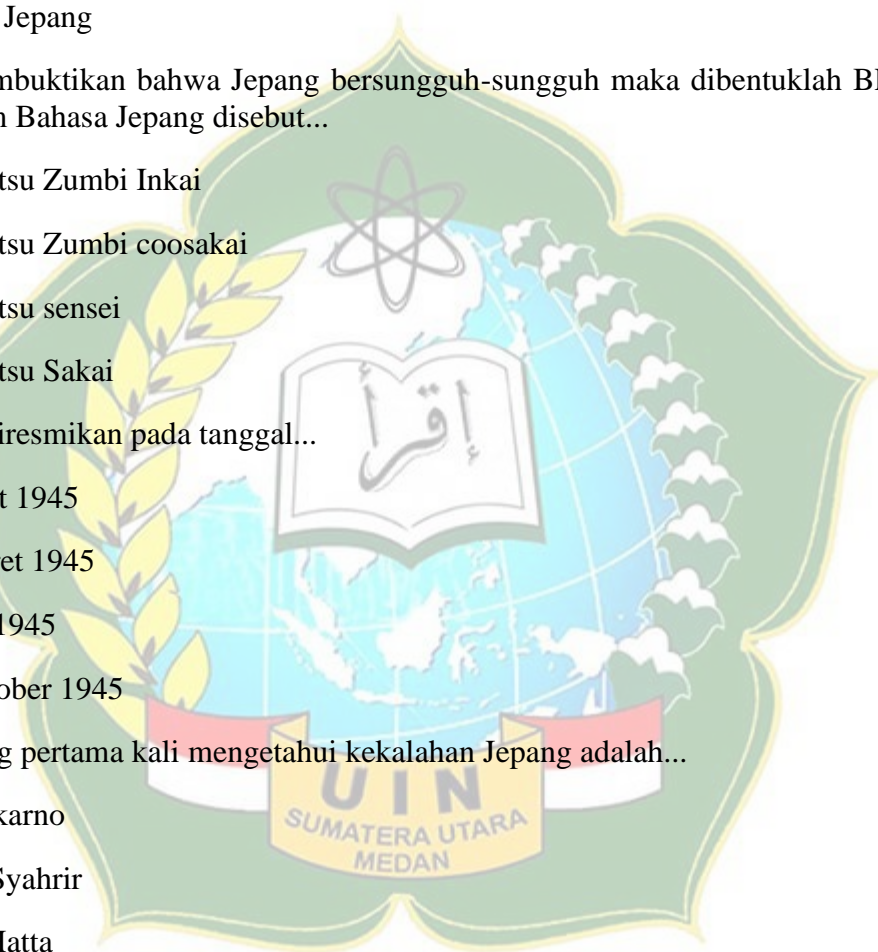 Jepang
mbuktikan bahwa Jepang bersungguh-sungguh maka dibentuklah
Bahasa Jepang disebut...
tsu Zumbi Inkai
tsu Zumbi coosakai
tsu sensei
tsu Sakai
iresmikan pada tanggal...
t 1945
et 1945
1945
ober 1945
إقرأ
g pertama kali mengetahui kekalahan Jepang adalah...
karno
Syahrir
Hatta
UIN
SUMATERA UTARA
MEDAN